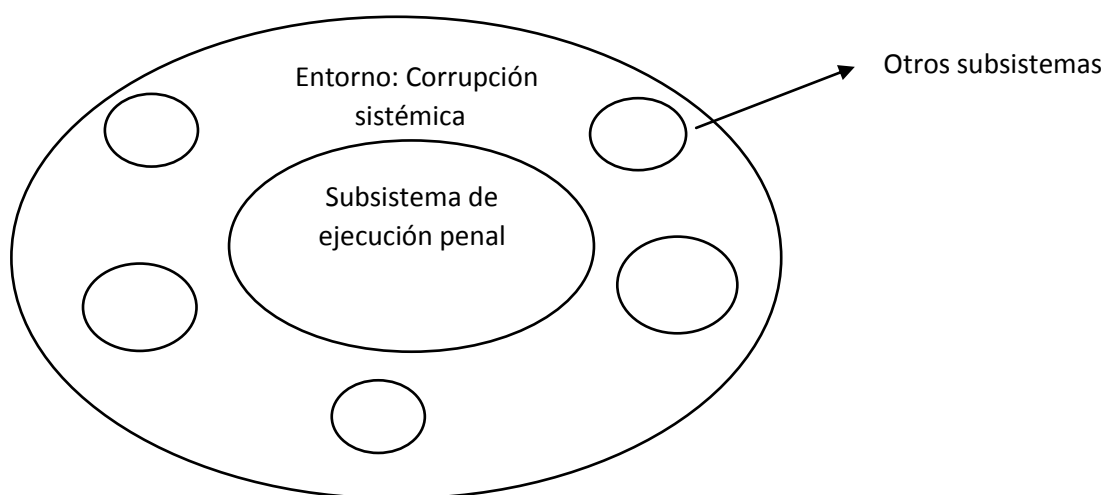 Entorno: Corrupción
sistémica
Otros subsistemas
Subsistema de
ejecución penal